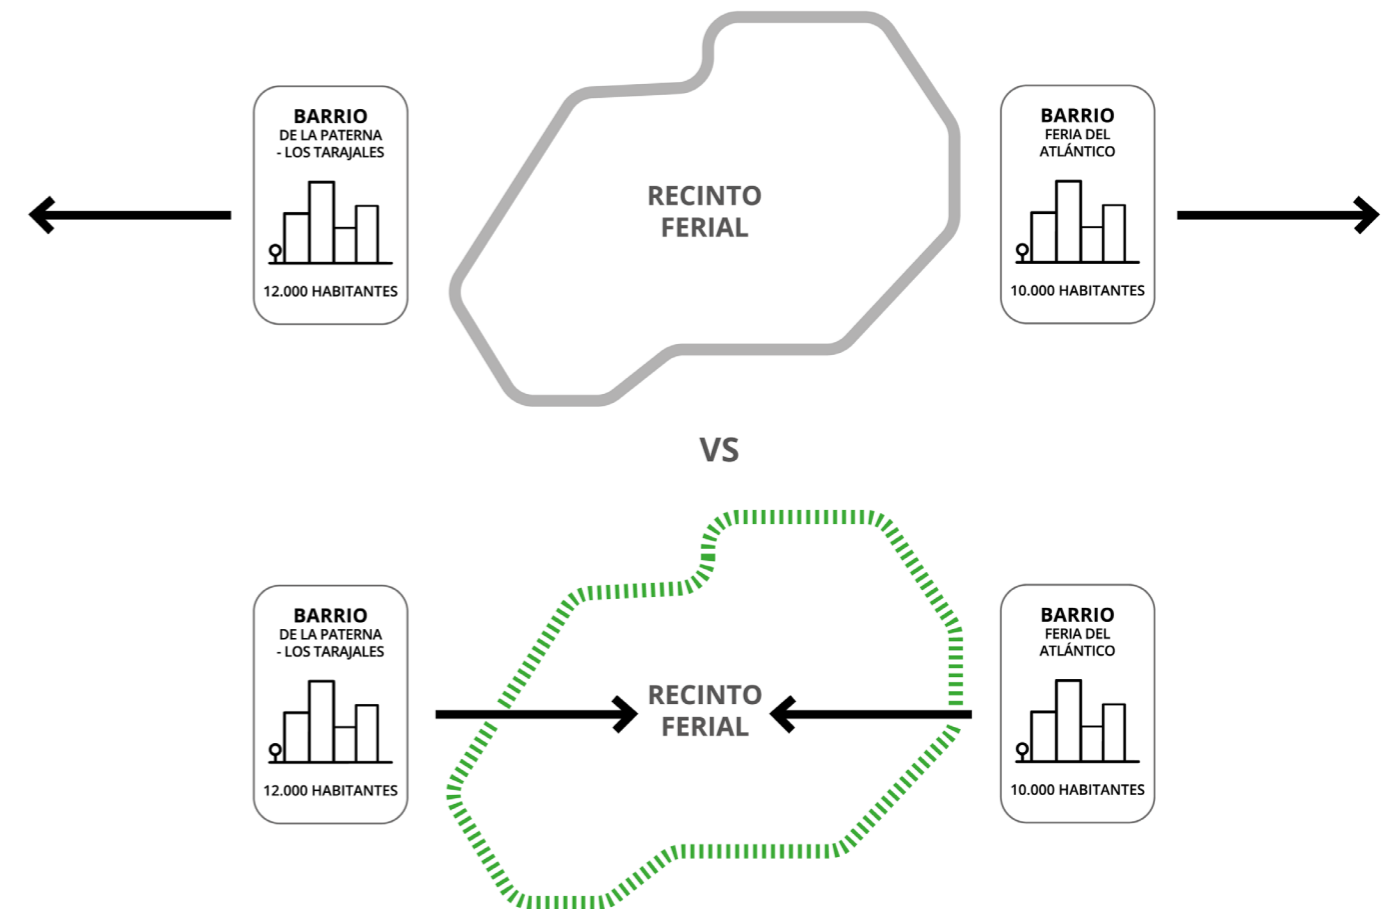 BARRIO
DE LA PATERNA
- LOS TARAJALES
12.000 HABITANTES
RECINTO
FERIAL
BARRIO
FERIA DEL
ATLÁNTICO
10.000 HABITANTES
VS
BARRIO
DE LA PATERNA
- LOS TARAJALES
12.000 HABITANTES
RECINTO
FERIAL
BARRIO
FERIA DEL
ATLÁNTICO
10.000 HABITANTES